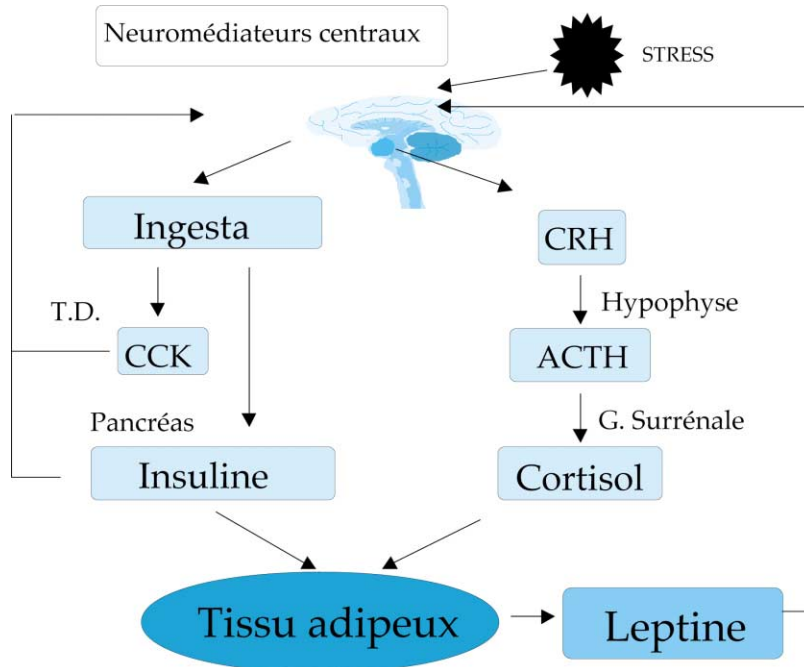 Neuromédiateurs centraux
STRESS
Ingesta
CRH
T.D.
Hypophyse
CCK
ACTH
Pancréas
G. Surrénale
Insuline
Cortisol
Tissu adipeux
Leptine